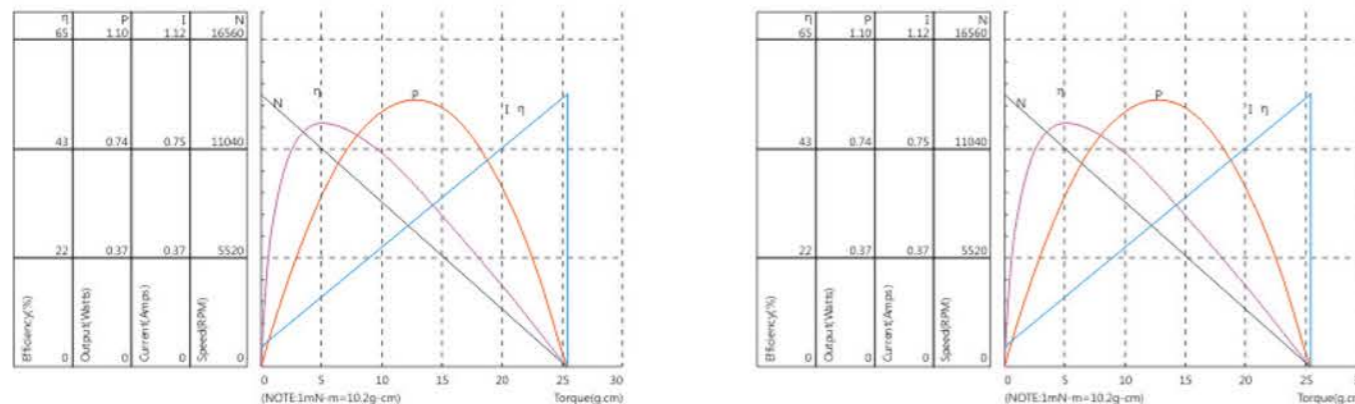 η P I N
65 1.10 1.12 16560
43 0.74 0.75 11040
22 0.37 0.37 5520
Efficiency(%) Output(Watts) Current(Amps) Speed(RPM)
0 0 0 0
N η P I η
0 5 10 15 20 25 30
(NOTE:1mN-m=10.2g-cm) Torque(g.cm)
η P I N
65 1.10 1.12 16560
43 0.74 0.75 11040
22 0.37 0.37 5520
Efficiency(%) Output(Watts) Current(Amps) Speed(RPM)
0 0 0 0
N η P I η
0 5 10 15 20 25
(NOTE:1mN-m=10.2g-cm) Torque(g.cm